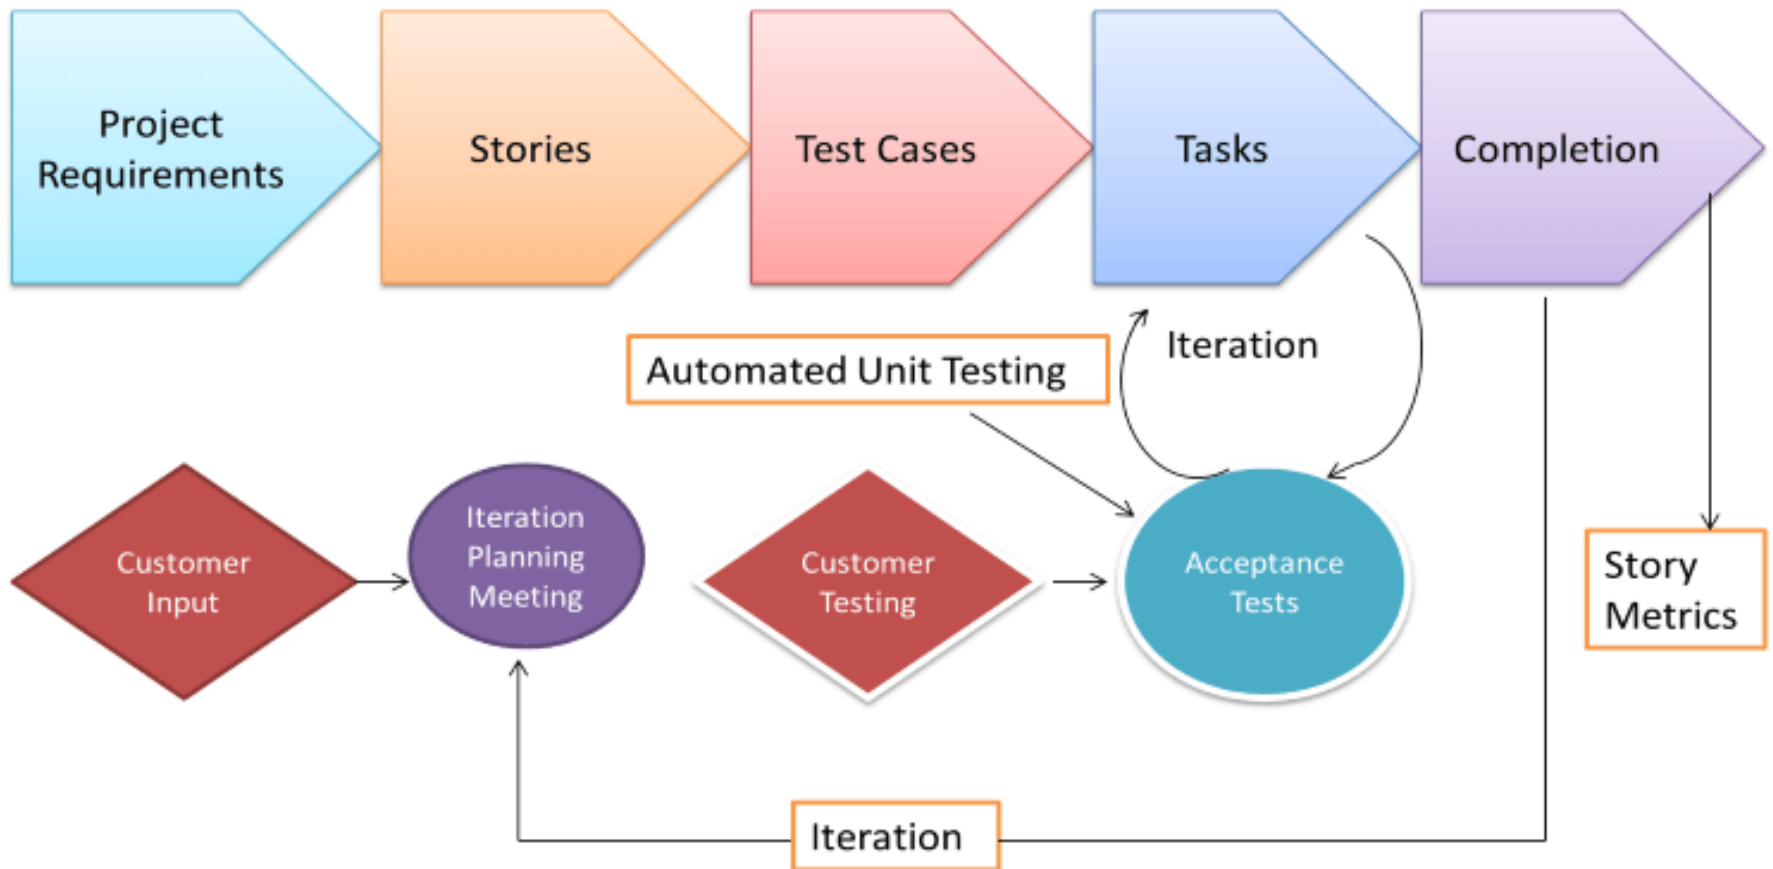 Project
Requirements
Stories
Test Cases
Tasks
Completion
Iteration
Automated Unit Testing
Customer
Input
Iteration
Planning
Meeting
Customer
Testing
Acceptance
Tests
Story
Metrics
Iteration